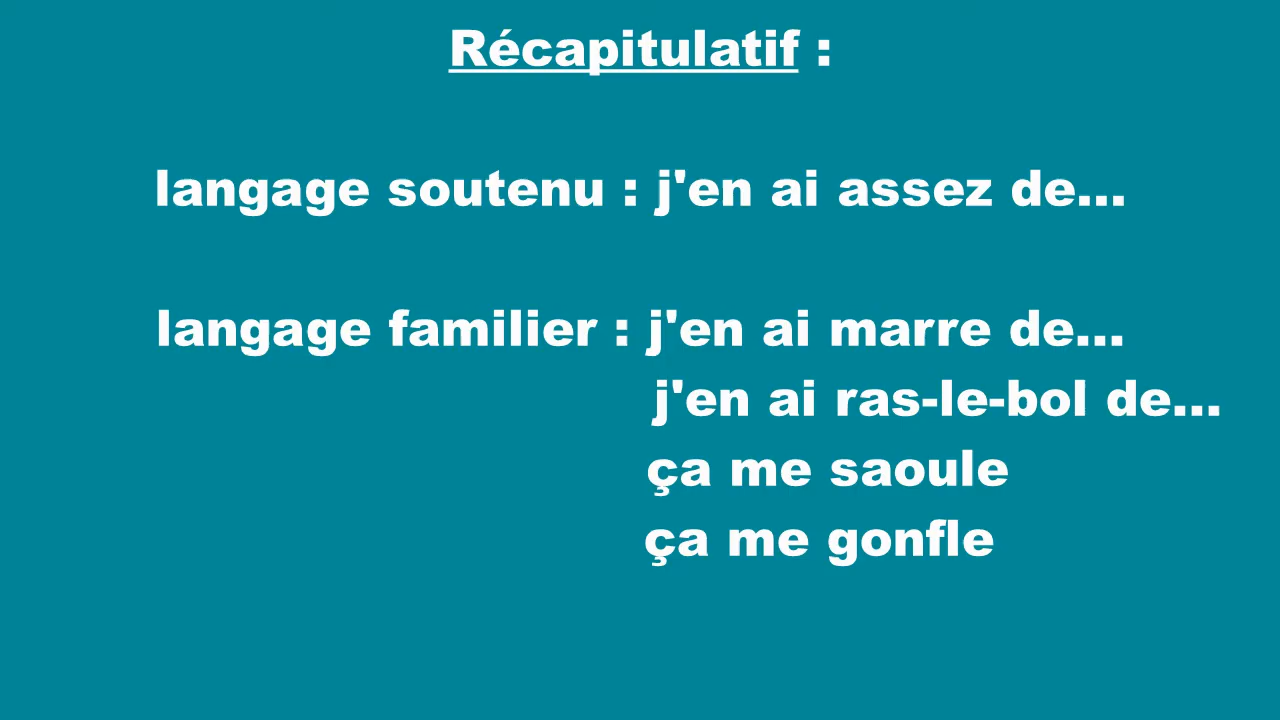 Récapitulatif :
langage soutenu : j'en ai assez de...
langage familier : j'en ai marre de...
j'en ai ras-le-bol de...
ça me saoule
ça me gonfle